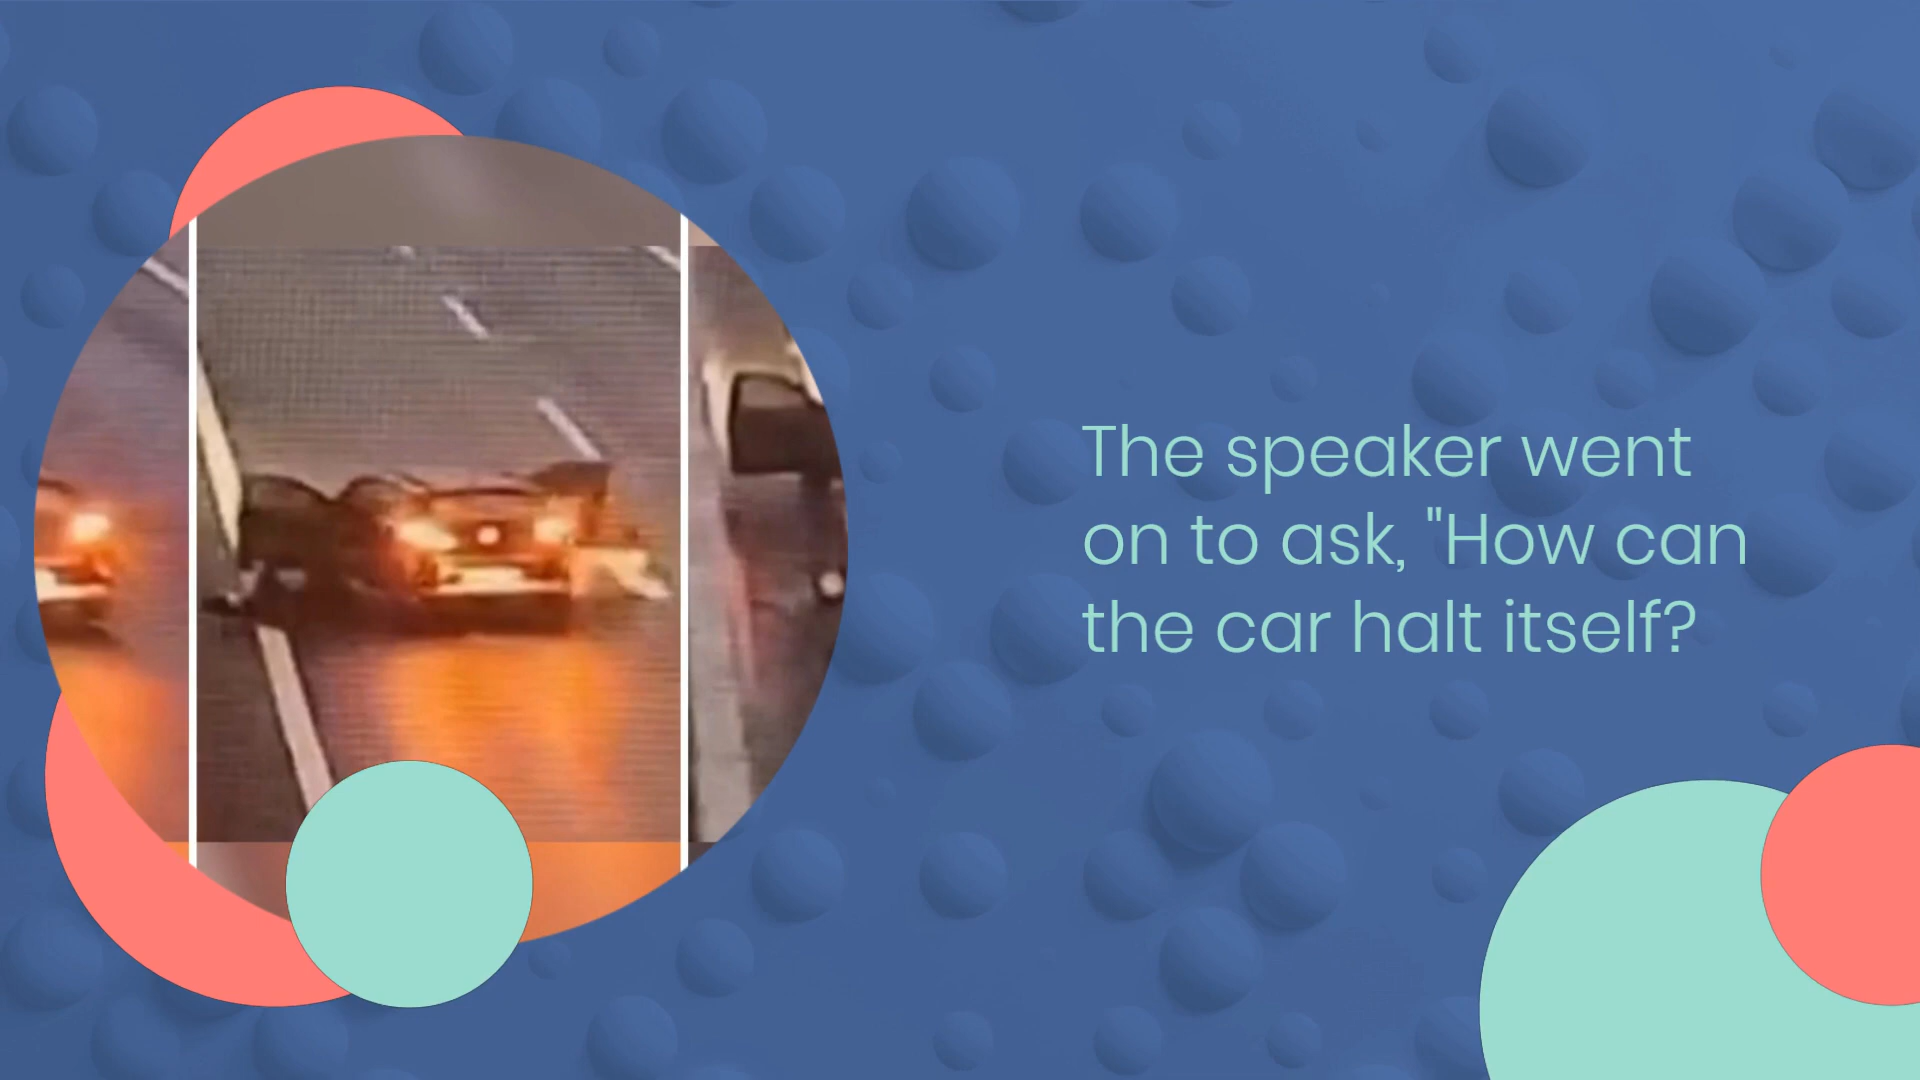 The speaker went
on to ask, "How can
the car halt itself?